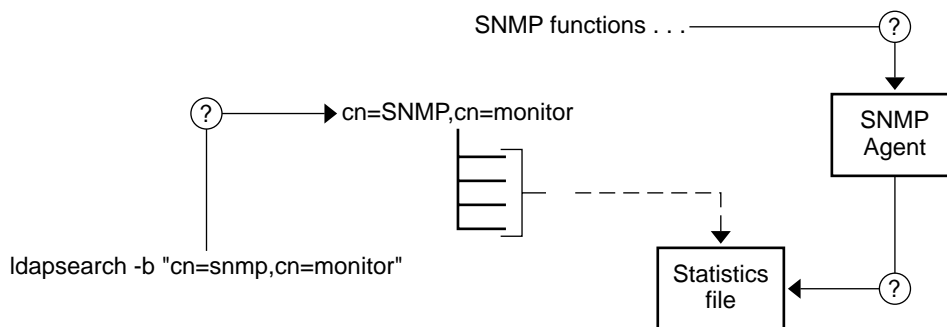 SNMP functions . . .
?
?
cn=SNMP,cn=monitor
SNMP
Agent
ldapsearch -b "cn=snmp,cn=monitor"
Statistics
file
?